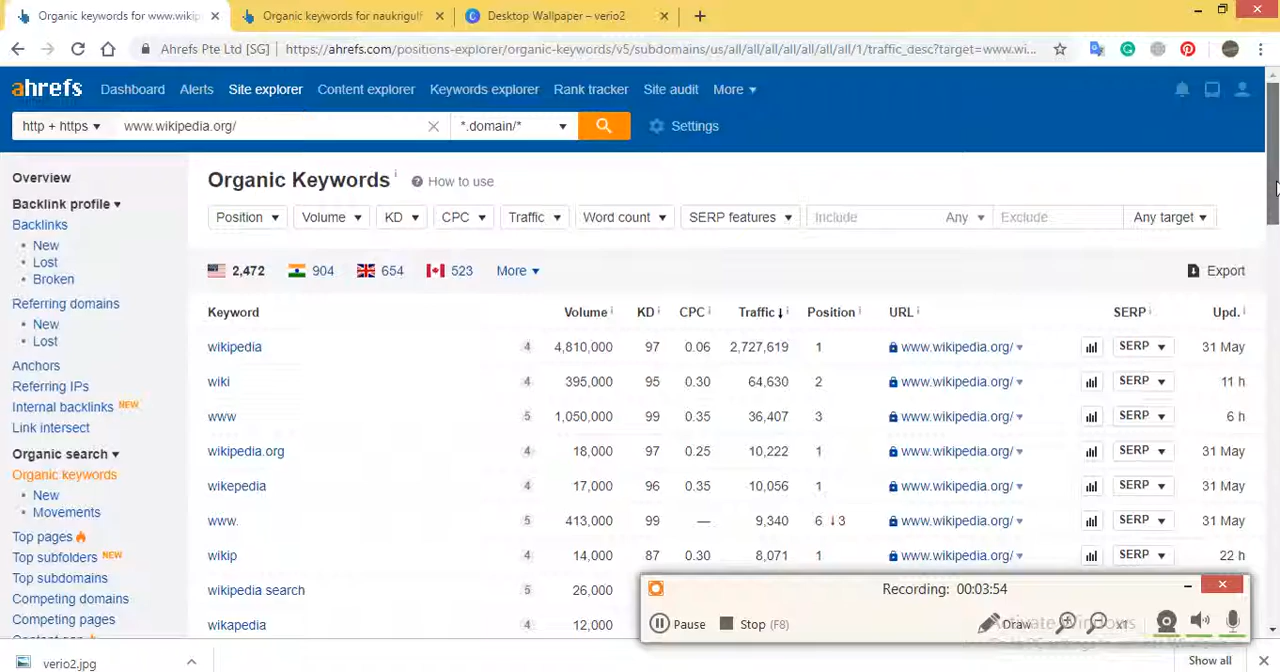 Organic keywords for www.wikip
Organic keywords for naukrigulf
Desktop Wallpaper – verio2
Ahrefs Pte Ltd [SG] https://ahrefs.com/positions-explorer/organic-keywords/v5/subdomains/us/all/all/all/all/all/all/all/1/traffic_desc?target=www.wi...
ahrefs Dashboard Alerts Site explorer Content explorer Keywords explorer Rank tracker Site audit More
http + https www.wikipedia.org/ *.domain/* Settings
Overview
Backlink profile
Backlinks
New
Lost
Broken
Referring domains
New
Lost
Anchors
Referring IPs
Internal backlinks NEW
Link intersect
Organic search
Organic keywords
New
Movements
Top pages
Top subfolders NEW
Top subdomains
Competing domains
Competing pages
Organic Keywords i ? How to use
Position Volume KD CPC Traffic Word count SERP features Include Any Exclude Any target
2,472 904 654 523 More Export
Keyword Volume i KD i CPC i Traffic i Position i URL i SERP i Upd. i
wikipedia 4 4,810,000 97 0.06 2,727,619 1 www.wikipedia.org/ SERP 31 May
wiki 4 395,000 95 0.30 64,630 2 www.wikipedia.org/ SERP 11 h
www 5 1,050,000 99 0.35 36,407 3 www.wikipedia.org/ SERP 6 h
wikipedia.org 4 18,000 97 0.25 10,222 1 www.wikipedia.org/ SERP 31 May
wikepedia 4 17,000 96 0.35 10,056 1 www.wikipedia.org/ SERP 31 May
www. 5 413,000 99 — 9,340 6 ↓3 www.wikipedia.org/ SERP 31 May
wikip 4 14,000 87 0.30 8,071 1 www.wikipedia.org/ SERP 22 h
wikipedia search 5 26,000
wikapedia 4 12,000
Recording: 00:03:54
Pause Stop (F8) Draw x1
Activate Windows
verio2.jpg
Show all